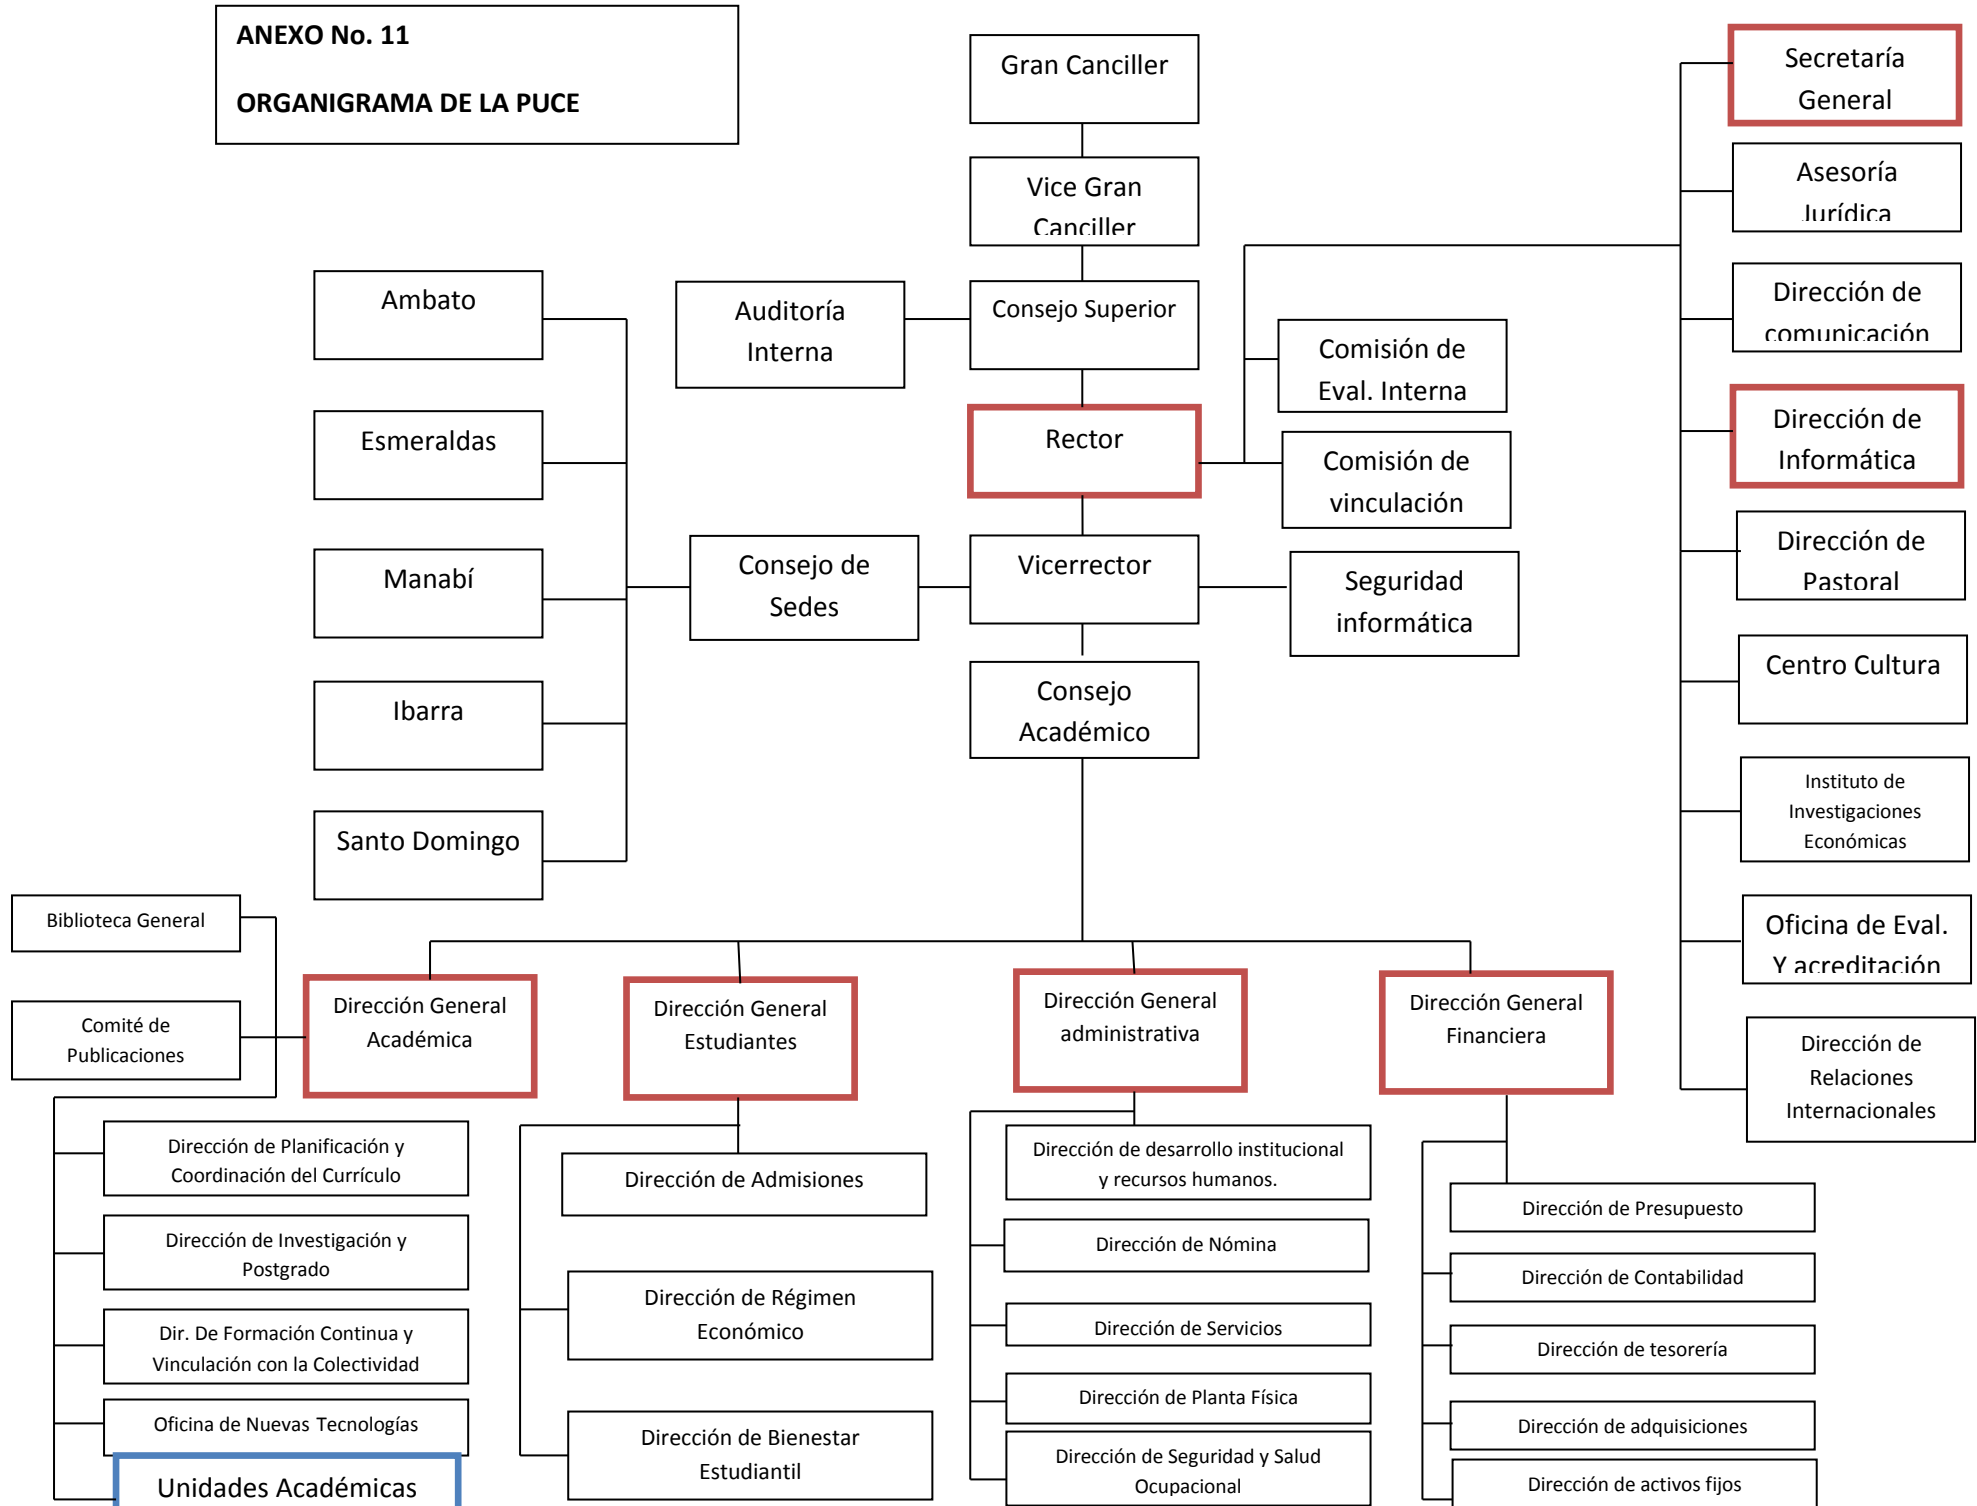 ANEXO No. 11
ORGANIGRAMA DE LA PUCE
Gran Canciller
Vice Gran
Canciller
Consejo Superior
Auditoría
Interna
Rector
Comisión de
Eval. Interna
Comisión de
vinculación
Vicerrector
Consejo de
Sedes
Seguridad
informática
Consejo
Académico
Ambato
Esmeraldas
Manabí
Ibarra
Santo Domingo
Secretaría
General
Asesoría
Jurídica
Dirección de
comunicación
Dirección de
Informática
Dirección de
Pastoral
Centro Cultura
Instituto de
Investigaciones
Económicas
Oficina de Eval.
Y acreditación
Dirección de
Relaciones
Internacionales
Biblioteca General
Comité de
Publicaciones
Dirección General
Académica
Dirección General
Estudiantes
Dirección General
administrativa
Dirección General
Financiera
Dirección de Planificación y
Coordinación del Currículo
Dirección de Investigación y
Postgrado
Dir. De Formación Continua y
Vinculación con la Colectividad
Oficina de Nuevas Tecnologías
Unidades Académicas
Dirección de Admisiones
Dirección de Régimen
Económico
Dirección de Bienestar
Estudiantil
Dirección de desarrollo institucional
y recursos humanos.
Dirección de Nómina
Dirección de Servicios
Dirección de Planta Física
Dirección de Seguridad y Salud
Ocupacional
Dirección de Presupuesto
Dirección de Contabilidad
Dirección de tesorería
Dirección de adquisiciones
Dirección de activos fijos